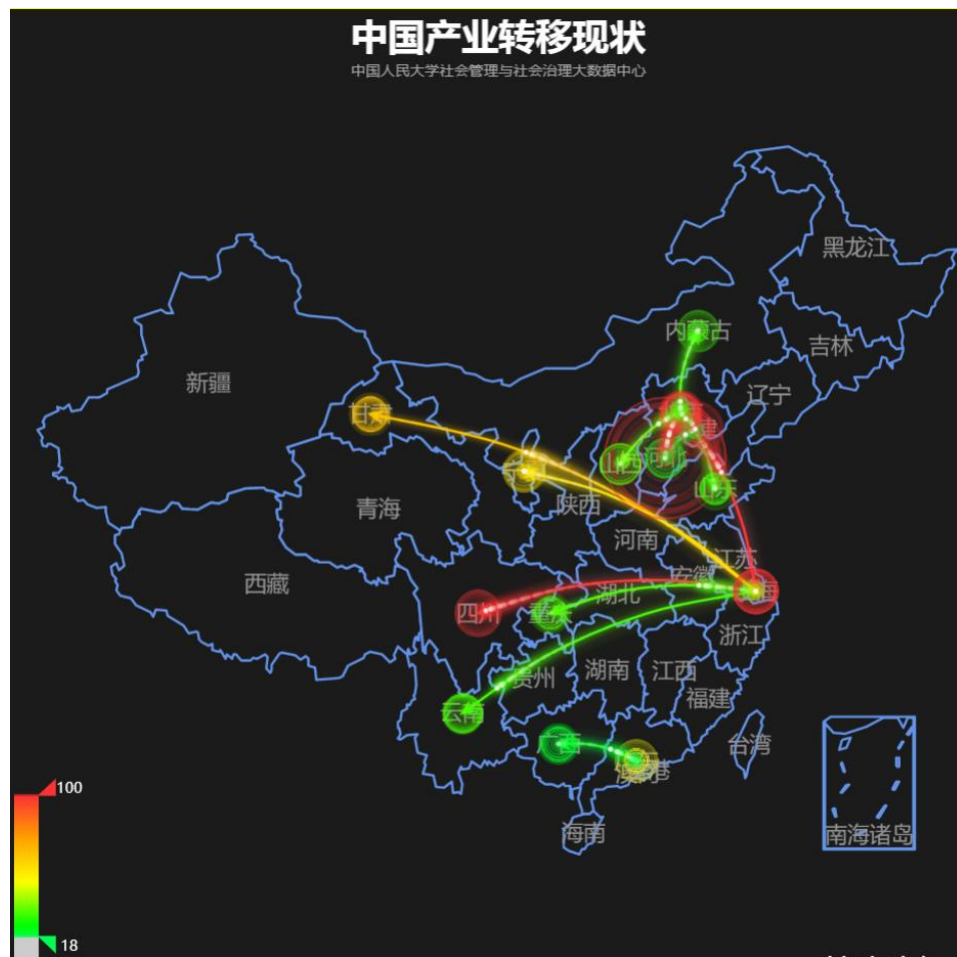 中国产业转移现状
中国人民大学社会管理与社会治理大数据中心
黑龙江
内蒙古
吉林
新疆
辽宁
甘肃
山西
河北
山东
陕西
青海
河南
江苏
安徽
西藏
湖北
四川
重庆
浙江
湖南
江西
贵州
福建
云南
广西
台湾
海南
南海诸岛
100
18